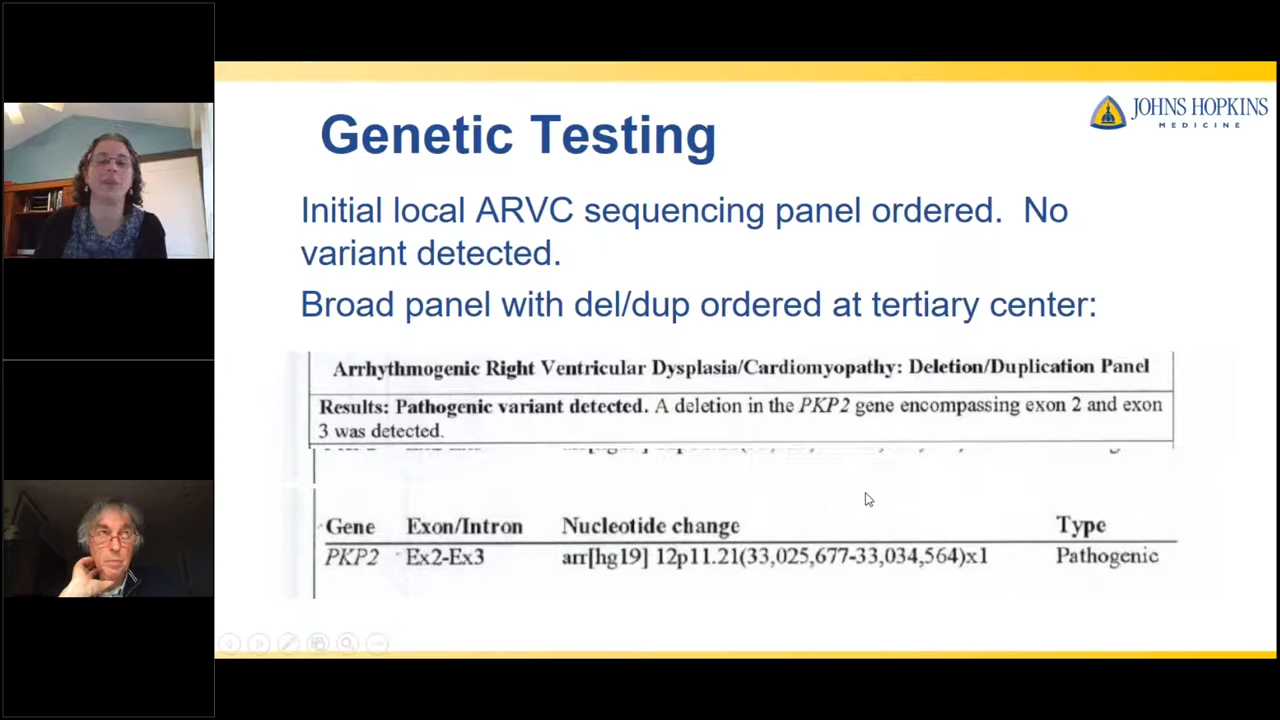 JOHNS HOPKINS
MEDICINE
Genetic Testing
Initial local ARVC sequencing panel ordered. No
variant detected.
Broad panel with del/dup ordered at tertiary center:
Arrhythmogenic Right Ventricular Dysplasia/Cardiomyopathy: Deletion/Duplication Panel
Results: Pathogenic variant detected. A deletion in the PKP2 gene encompassing exon 2 and exon
3 was detected.
Gene Exon/Intron Nucleotide change Type
PKP2 Ex2-Ex3 arr[hg19] 12p11.21(33,025,677-33,034,564)x1 Pathogenic